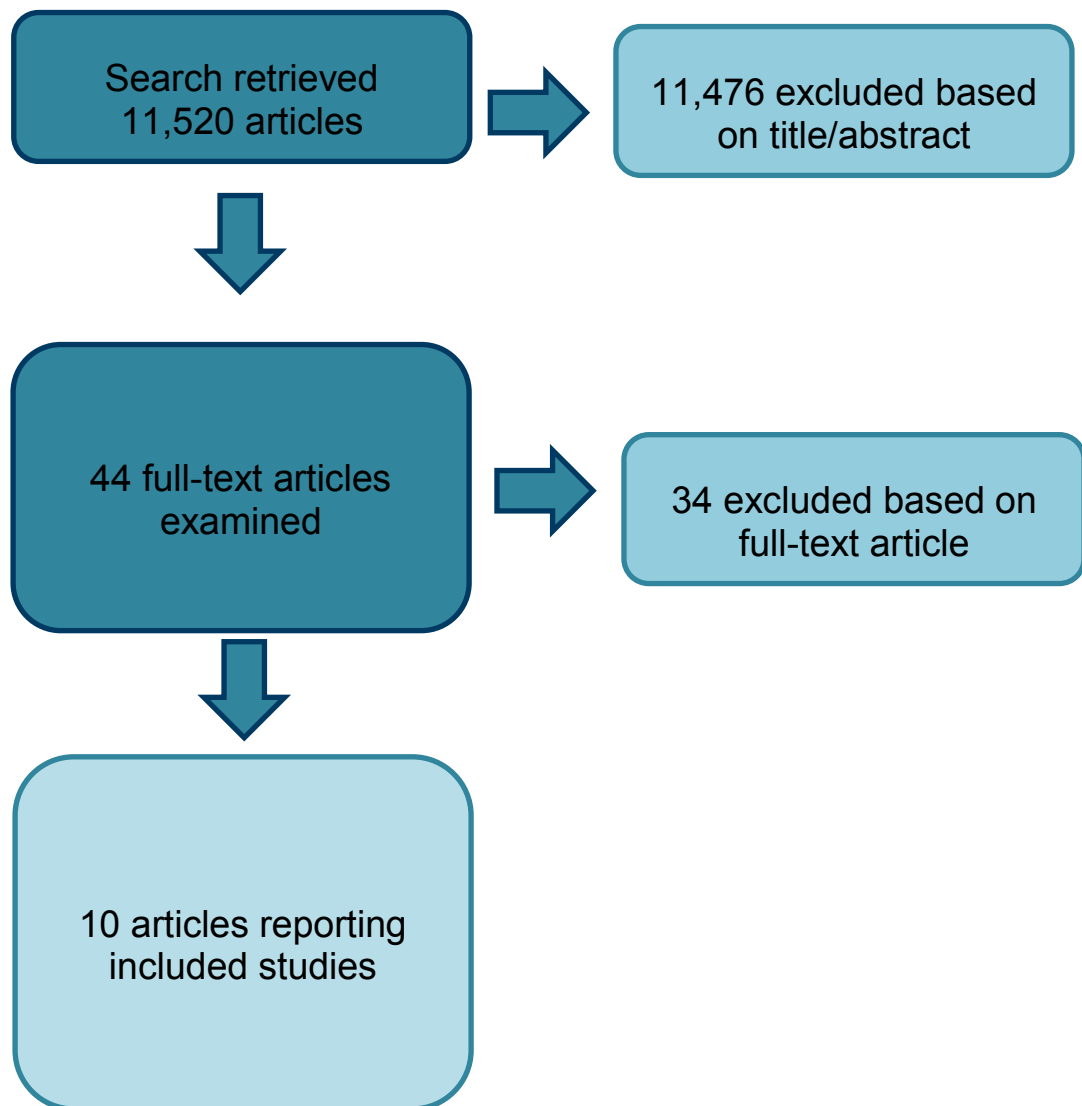 Search retrieved
11,520 articles
11,476 excluded based
on title/abstract
44 full-text articles
examined
34 excluded based on
full-text article
10 articles reporting
included studies